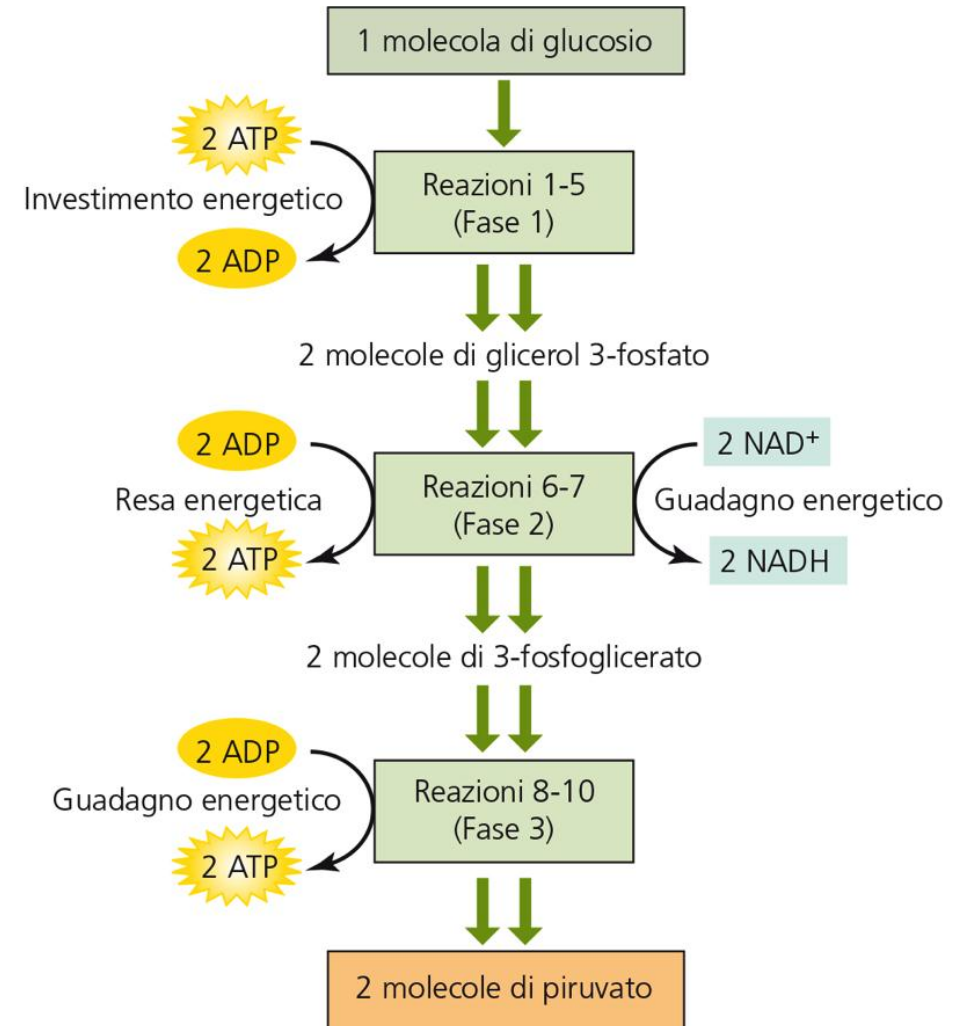 1 molecola di glucosio
2 ATP
Investimento energetico
2 ADP
Reazioni 1-5
(Fase 1)
2 molecole di glicerol 3-fosfato
2 ADP
Resa energetica
2 ATP
Reazioni 6-7
(Fase 2)
2 NAD⁺
Guadagno energetico
2 NADH
2 molecole di 3-fosfoglicerato
2 ADP
Guadagno energetico
2 ATP
Reazioni 8-10
(Fase 3)
2 molecole di piruvato